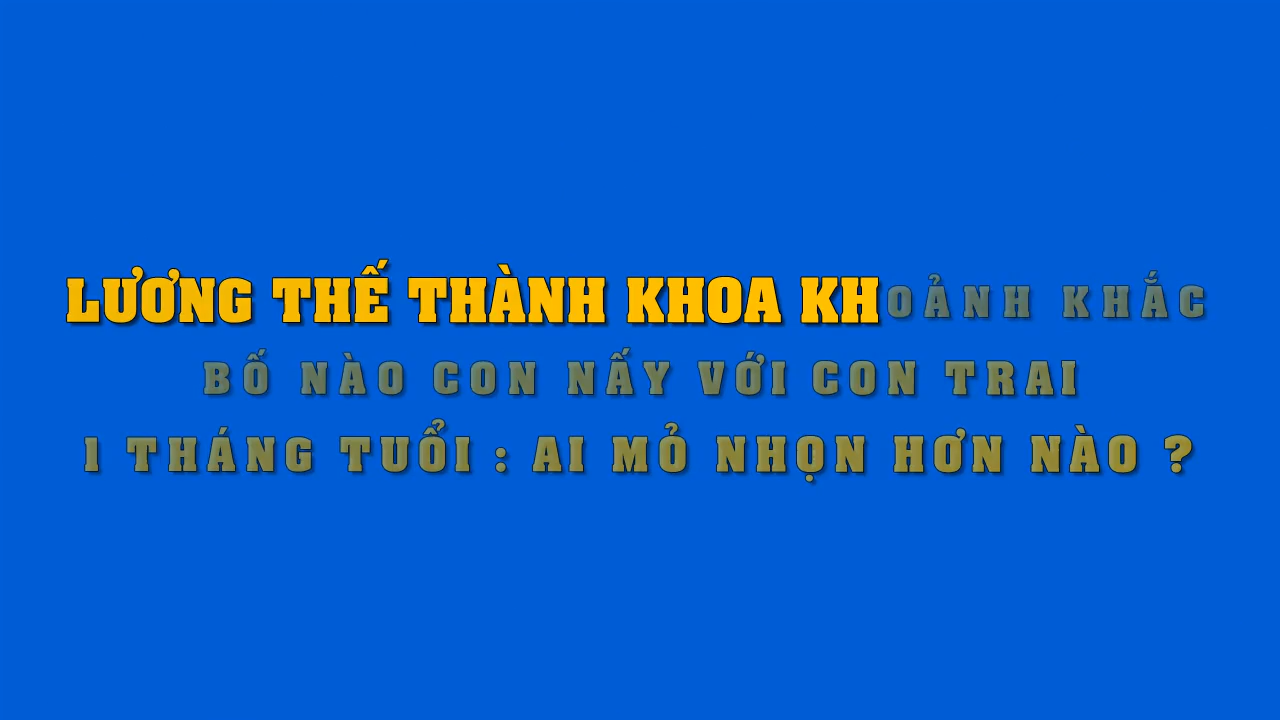 LƯƠNG THẾ THÀNH KHOA KHOẢNH KHẮC
BỐ NÀO CON NẤY VỚI CON TRAI
1 THÁNG TUỔI : AI MỎ NHỌN HƠN NÀO ?